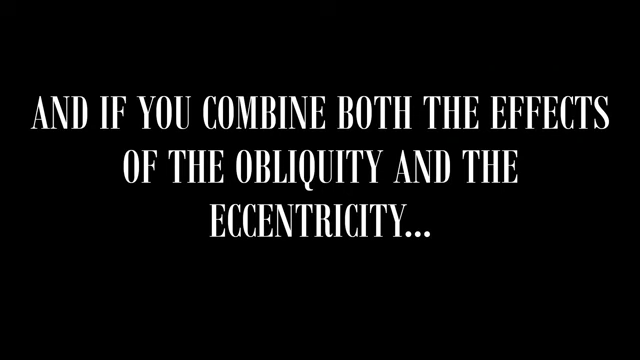 AND IF YOU COMBINE BOTH THE EFFECTS
OF THE OBLIQUITY AND THE
ECCENTRICITY...